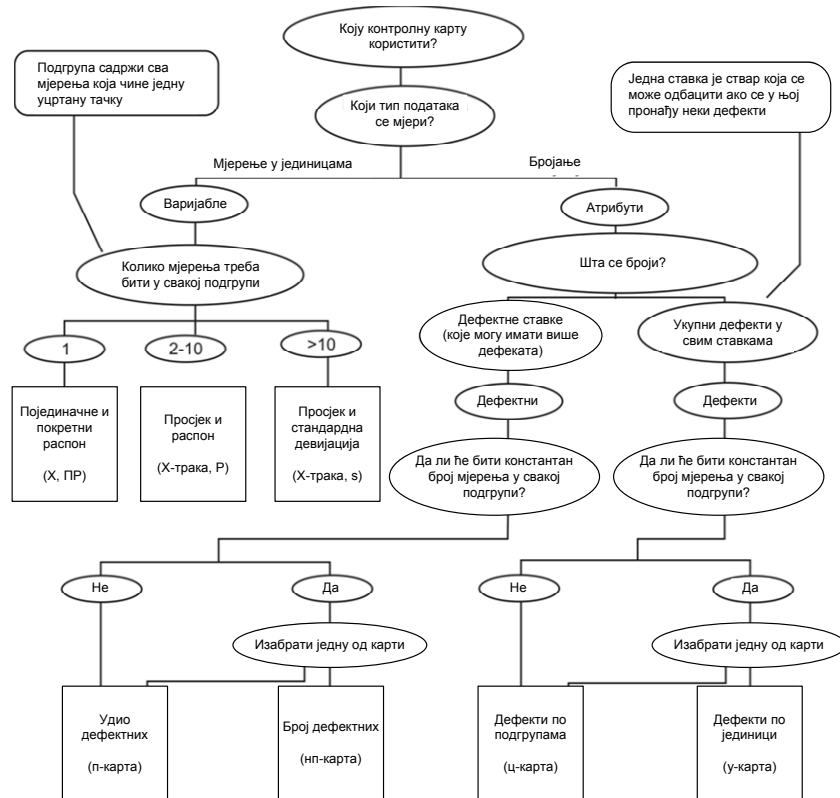 Коју контролну карту
користити?
Подгрупа садржи сва
мјерења која чине једну
уцртану тачку
Једна ставка је ствар која се
може одбацити ако се у њој
пронађу неки дефекти
Који тип података
се мјери?
Мјерење у јединицама
Бројање
Варијабле
Атрибути
Колико мјерења треба
бити у свакој подгрупи
Шта се броји?
Дефектне ставке
(које могу имати више
дефеката)
Укупни дефекти у
свим ставкама
1
2-10
>10
Појединачне и
покретни
распон
(X, ПР)
Просјек и
распон
(X-трака, Р)
Просјек и
стандардна
девијација
(X-трака, s)
Дефектни
Дефекти
Да ли ће бити константан
број мјерења у свакој
подгрупи?
Да ли ће бити константан
број мјерења у свакој
подгрупи?
Не
Да
Не
Да
Изабрати једну од карти
Изабрати једну од карти
Удио
дефектних
(п-карта)
Број дефектних
(нп-карта)
Дефекти по
подгрупама
(ц-карта)
Дефекти по
јединици
(у-карта)